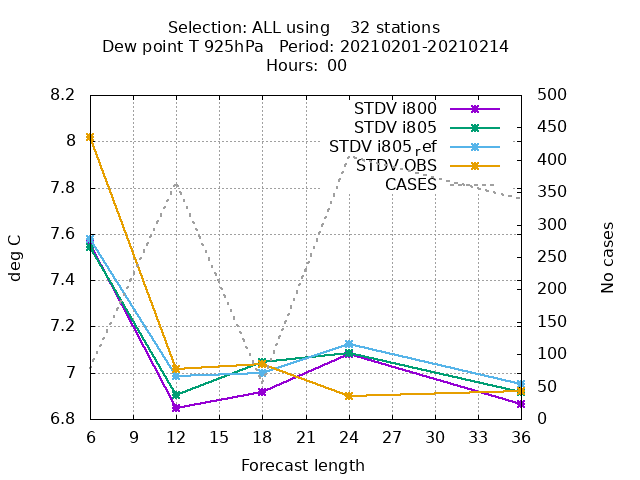 Selection: ALL using    32 stations
Dew point T 925hPa   Period: 20210201-20210214
Hours: 00
8.2
8
7.8
7.6
7.4
7.2
7
6.8
deg C
500
450
400
350
300
250
200
150
100
50
0
No cases
STDV i800
STDV i805
STDV i805ref
STDV OBS
CASES
6 9 12 15 18 21 24 27 30 33 36
Forecast length